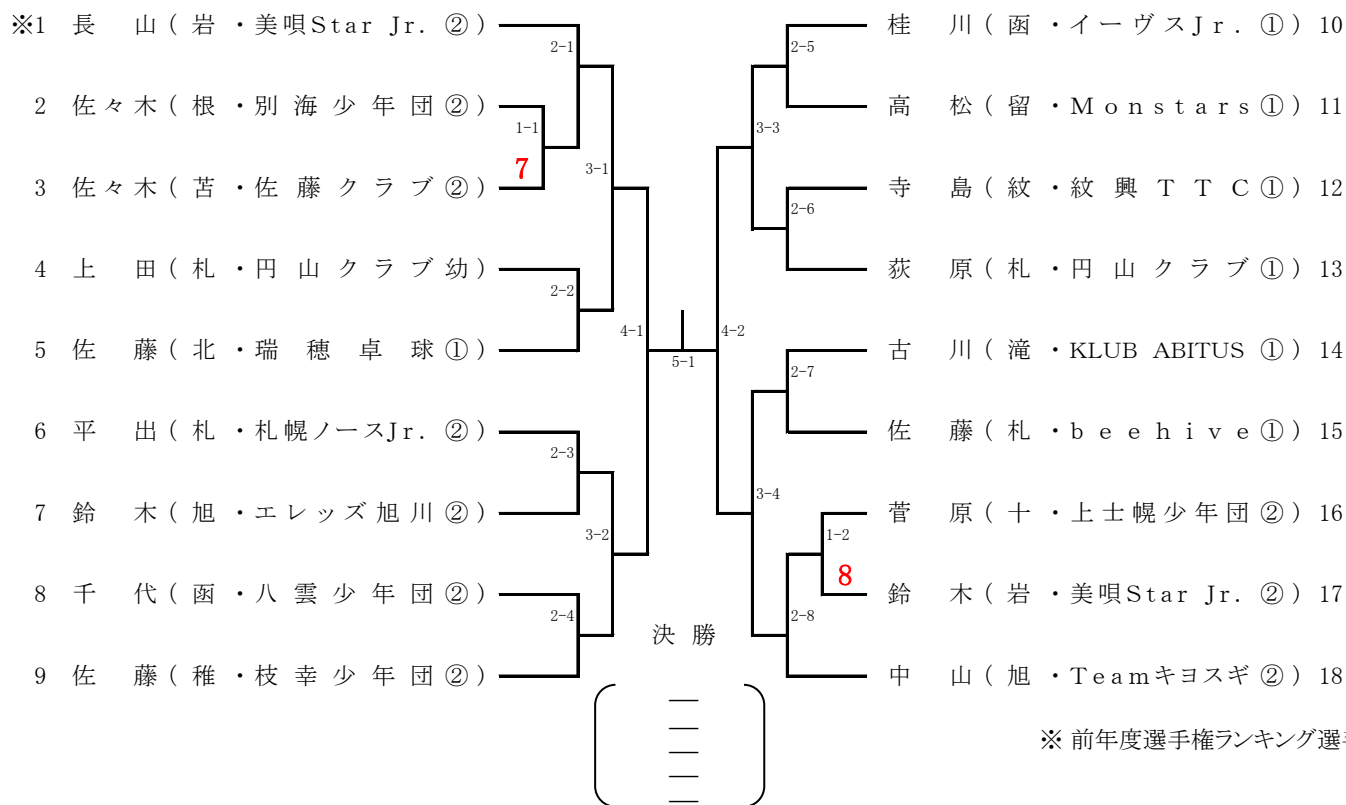 ※1 長 山 ( 岩 ・美唄Star Jr. ② )
2-1
2 佐々木 ( 根 ・別海少年団② )
1-1
7
3 佐々木 ( 苫 ・佐藤クラブ② )
3-1
4 上 田 ( 札 ・円山クラブ幼 )
2-2
5 佐 藤 ( 北 ・瑞穂卓球① )
4-1
6 平 出 ( 札 ・札幌ノースJr. ② )
2-3
7 鈴 木 ( 旭 ・エレッズ旭川② )
3-2
8 千 代 ( 函 ・八雲少年団② )
2-4
9 佐 藤 ( 稚 ・枝幸少年団② )
5-1
桂 川 ( 函 ・イーヴスJr. ① ) 10
2-5
高 松 ( 留 ・Monstars① ) 11
3-3
寺 島 ( 紋 ・紋興TTC① ) 12
2-6
荻 原 ( 札 ・円山クラブ① ) 13
4-2
古 川 ( 滝 ・KLUB ABITUS ① ) 14
2-7
佐 藤 ( 札 ・beehive① ) 15
3-4
菅 原 ( 十 ・上士幌少年団② ) 16
1-2
8
鈴 木 ( 岩 ・美唄Star Jr. ② ) 17
2-8
中 山 ( 旭 ・Teamキヨスギ ② ) 18
決 勝
―
―
―
―
―
※ 前年度選手権ランキング選